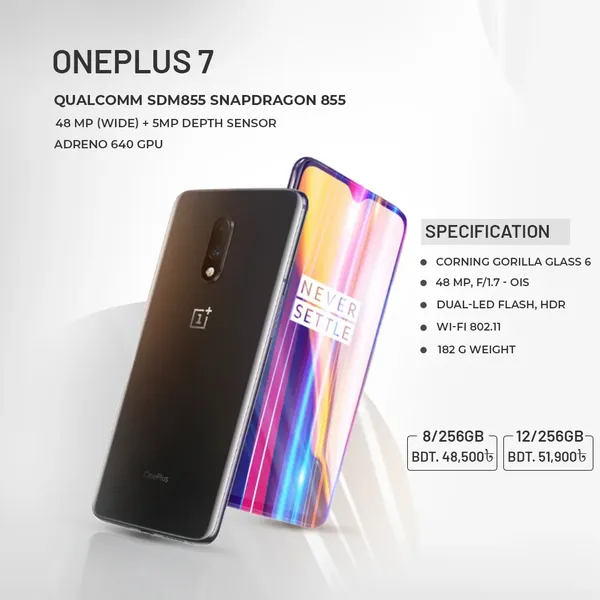 ONEPLUS 7
QUALCOMM SDM855 SNAPDRAGON 855
48 MP (WIDE) + 5MP DEPTH SENSOR
ADRENO 640 GPU
NEVER
SETTLE
1+
OnePlus
SPECIFICATION
CORNING GORILLA GLASS 6
48 MP, F/1.7 - OIS
DUAL-LED FLASH, HDR
WI-FI 802.11
182 G WEIGHT
8/256GB
BDT. 48,500৳
12/256GB
BDT. 51,900৳